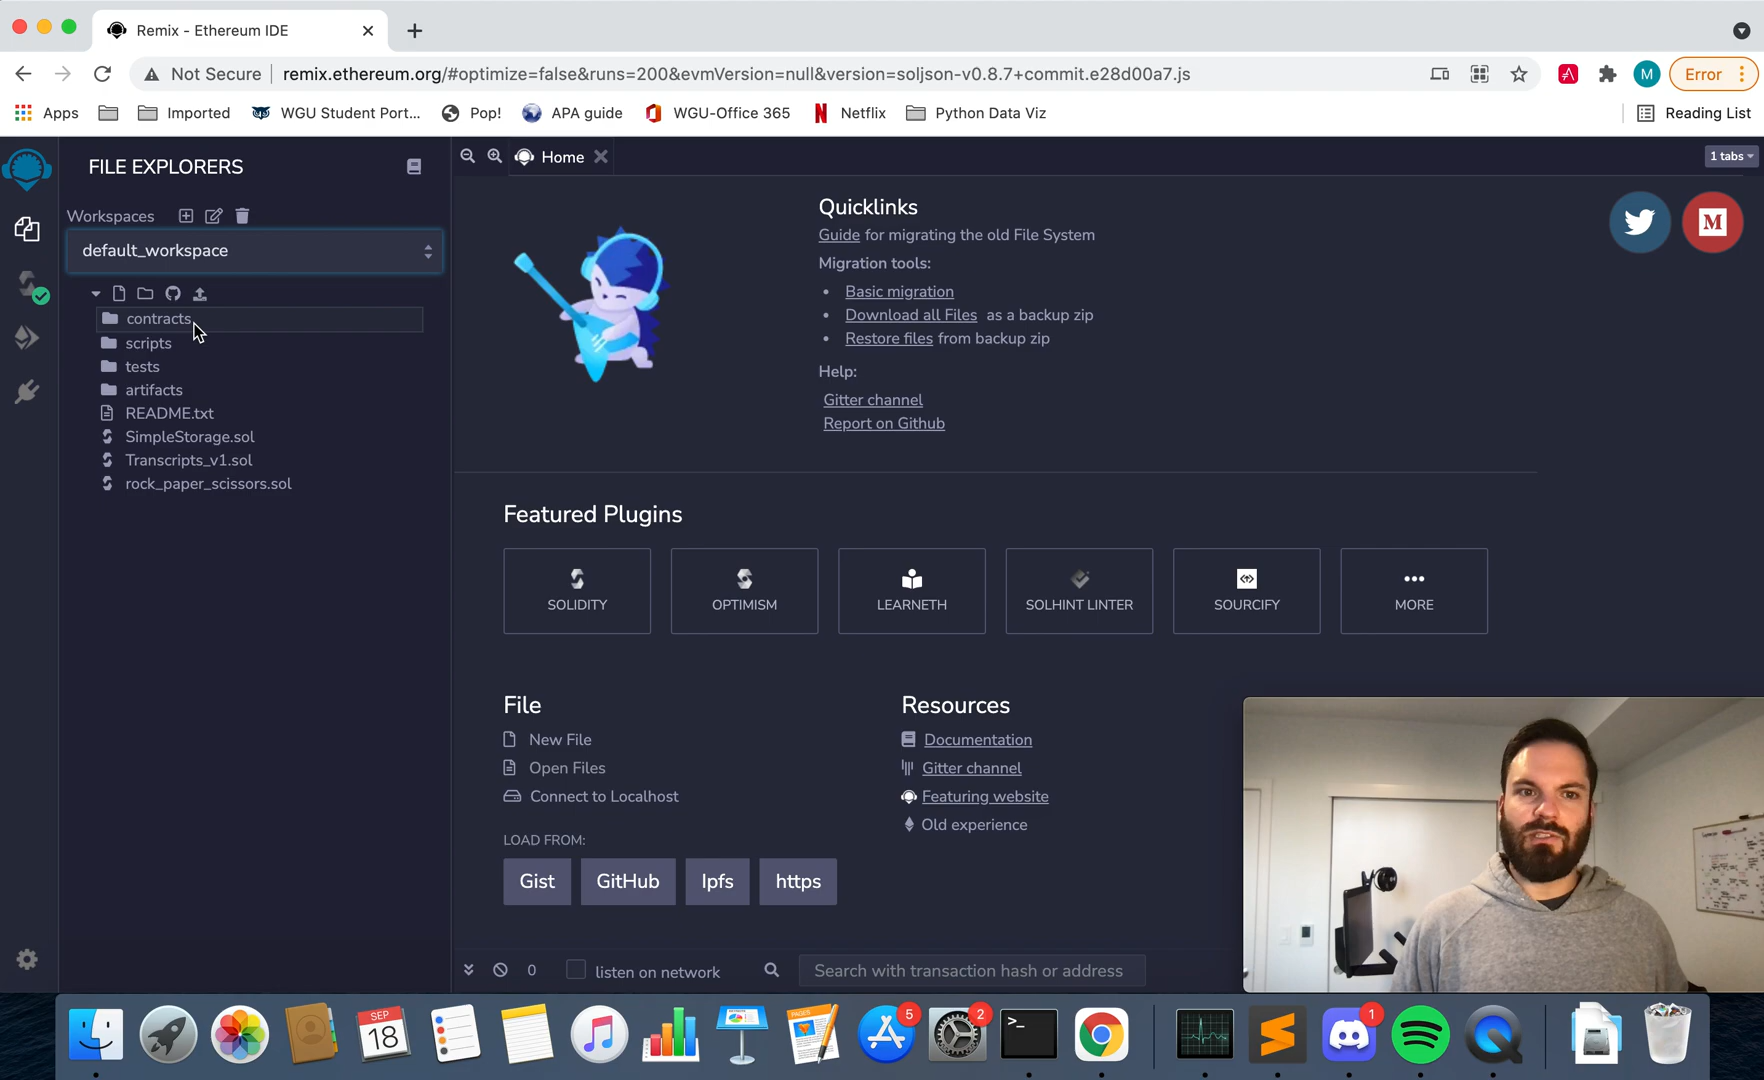 Remix - Ethereum IDE
Not Secure
remix.ethereum.org/#optimize=false&runs=200&evmVersion=null&version=soljson-v0.8.7+commit.e28d00a7.js
M
Error
Apps
Imported
WGU Student Port...
Pop!
APA guide
WGU-Office 365
Netflix
Python Data Viz
Reading List
FILE EXPLORERS
Home
1 tabs
Workspaces
default_workspace
contracts
scripts
tests
artifacts
README.txt
SimpleStorage.sol
Transcripts_v1.sol
rock_paper_scissors.sol
Quicklinks
Guide for migrating the old File System
Migration tools:
Basic migration
Download all Files as a backup zip
Restore files from backup zip
Help:
Gitter channel
Report on Github
M
Featured Plugins
SOLIDITY
OPTIMISM
LEARNETH
SOLHINT LINTER
SOURCIFY
MORE
File
New File
Open Files
Connect to Localhost
LOAD FROM:
Gist
GitHub
Ipfs
https
Resources
Documentation
Gitter channel
Featuring website
Old experience
0
listen on network
Search with transaction hash or address
SEP
18
PAGES
5
2
>_
1